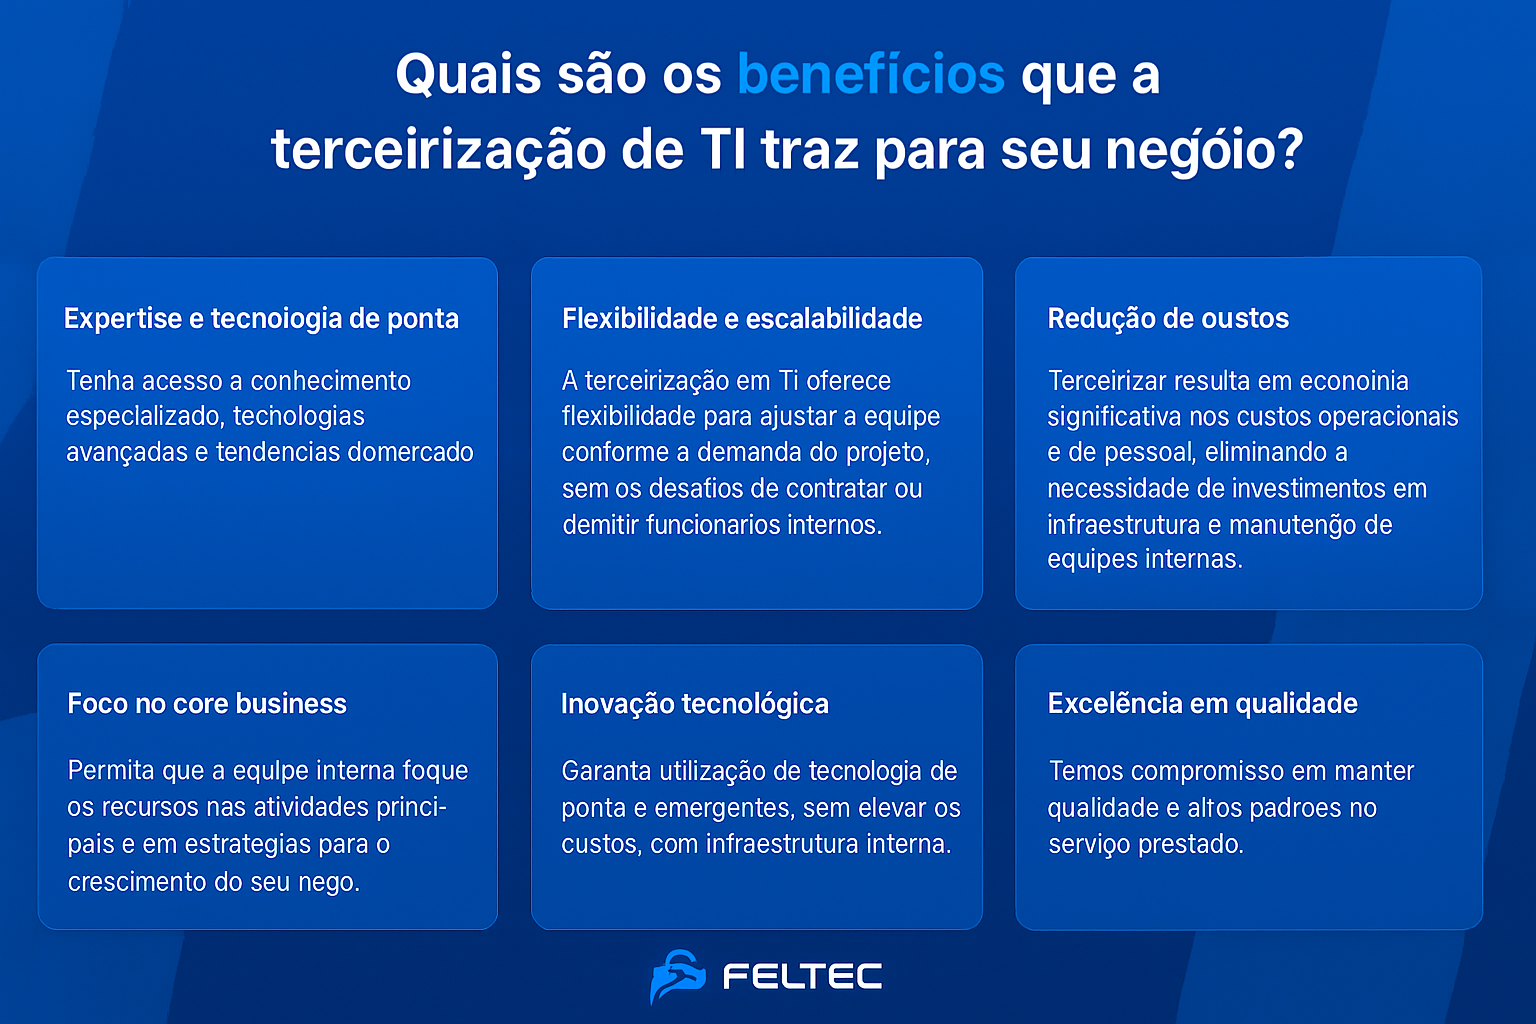 Quais são os benefícios que a
terceirização de TI traz para seu neǵóio?
Expertise e tecnoiogia de ponta
Tenha acesso a conhecimento
especlalizado, techologias
avançadas e tendencias domercado
Flexibilidade e escalabilidade
A terceirização em Ti oferece
flexibilidade para ajustar a equipe
conforme a demanda do projeto,
sem os desafios de contratar ou
demitir funcionarios internos.
Redução de oustos
Terceirizar resulta em econoinia
significativa nos custos operacionais
e de pessoal, eliminando a
necessidade de investimentos em
infraestrutura e manuteng̃o de
equipes internas.
Foco no core business
Permita que a equlpe interna foque
os recursos nas atividades princi-
pais e em estrategias para o
crescimento do seu nego.
Inovação tecnológica
Garanta utilização de tecnologia de
ponta e emergentes, sem elevar os
custos, com infraestrutura interna.
Excelẽncia em qualidade
Temos compromisso em manter
qualidade e altos padroes no
serviço prestado.
FELTEC